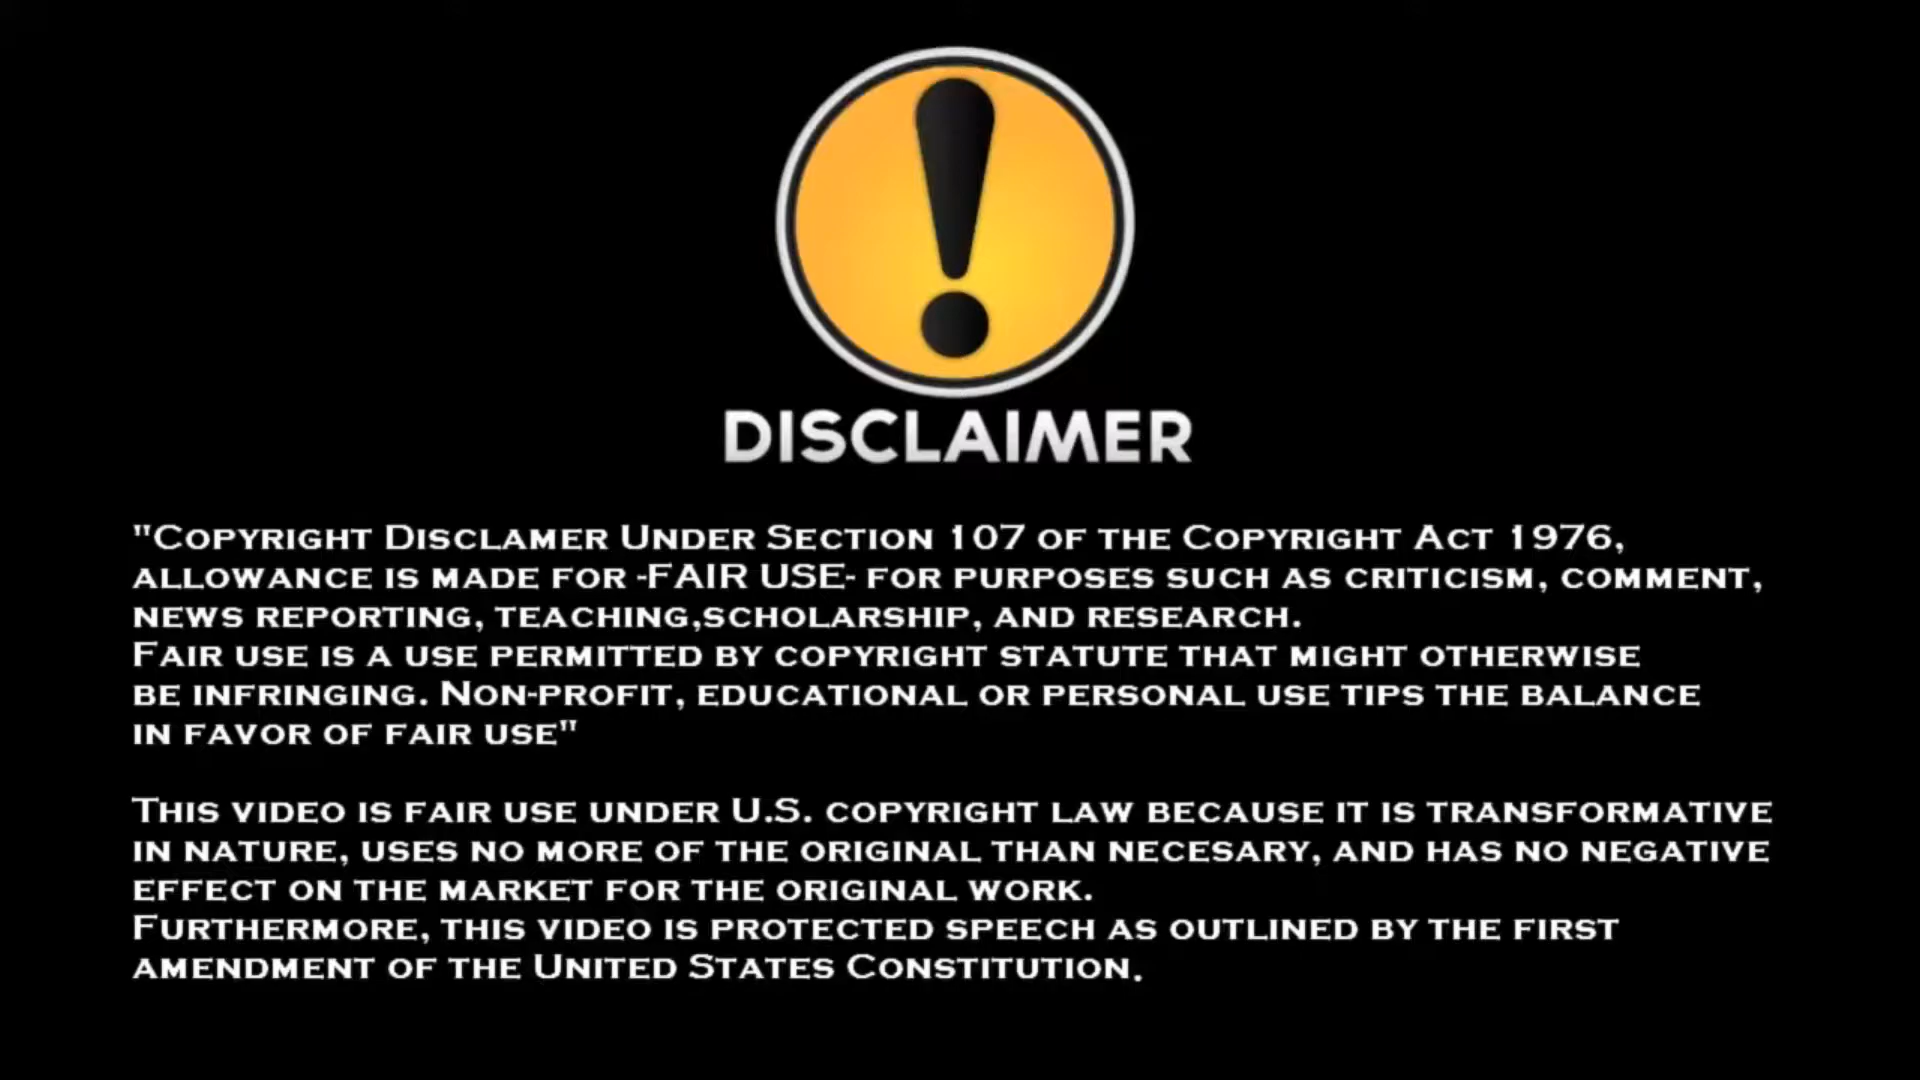 DISCLAIMER
"Copyright Disclamer Under Section 107 of the Copyright Act 1976,
allowance is made for -FAIR USE- for purposes such as criticism, comment,
news reporting, teaching,scholarship, and research.
Fair use is a use permitted by copyright statute that might otherwise
be infringing. Non-profit, educational or personal use tips the balance
in favor of fair use"
This video is fair use under U.S. copyright law because it is transformative
in nature, uses no more of the original than necesary, and has no negative
effect on the market for the original work.
Furthermore, this video is protected speech as outlined by the first
amendment of the United States Constitution.